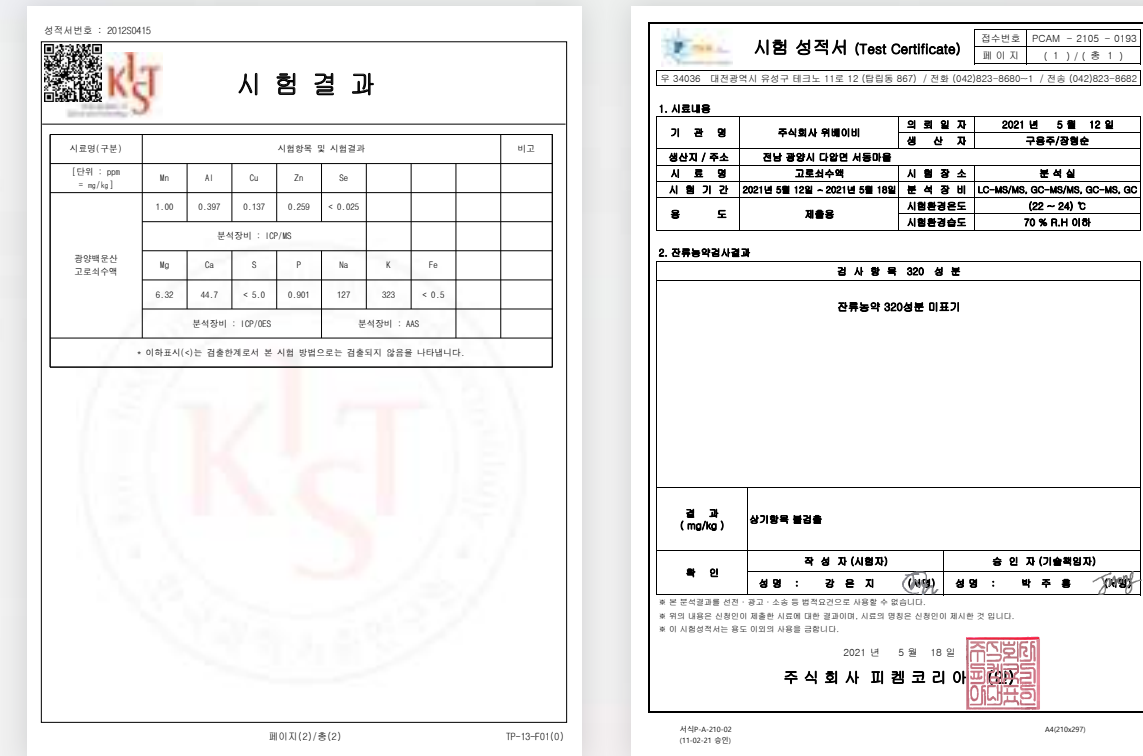 성적서번호 : 2012S0415
KIST
시 험 결 과
시료명(구분) 시험항목 및 시험결과 비고
[단위 : ppm
= mg/kg]
Mn Al Cu Zn Se
1.00 0.397 0.137 0.259 < 0.025
분석장비 : ICP/MS
광양백운산
고로쇠수액
Mg Ca S P Na K Fe
6.32 44.7 < 5.0 0.901 127 323 < 0.5
분석장비 : ICP/OES 분석장비 : AAS
* 이하표시(<)는 검출한계로서 본 시험 방법으로는 검출되지 않음을 나타냅니다.
KIST
페이지(2)/총(2) TP-13-F01(0)
시험 성적서 (Test Certificate)
접수번호 PCAM - 2105 - 0193
페 이 지 ( 1 ) / ( 총 1 )
우 34036 대전광역시 유성구 테크노 11로 12 (탑립동 867) / 전화 (042)823-8680~1 / 전송 (042)823-8682
1. 시료내용
기 관 명 주식회사 위베이비 의 뢰 일 자 2021 년 5 월 12 일
생 산 자 구용주/장형순
생산지 / 주소 전남 광양시 다압면 서동마을
시 료 명 고로쇠수액 시 험 장 소 분 석 실
시 험 기 간 2021년 5월 12일 ~ 2021년 5월 18일 분 석 장 비 LC-MS/MS, GC-MS/MS, GC-MS, GC
용 도 제출용 시험환경온도 (22 ~ 24) ℃
시험환경습도 70 % R.H 이하
2. 잔류농약검사결과
검 사 항 목 320 성 분
잔류농약 320성분 미표기
결 과
( mg/kg )
상기항목 불검출
확 인 작 성 자 (시험자) 승 인 자 (기술책임자)
성 명 : 강 은 지 (서명) 성 명 : 박 주 흥 (서명)
※ 본 분석결과를 선전 · 광고 · 소송 등 법적요건으로 사용할 수 없습니다.
※ 위의 내용은 신청인이 제출한 시료에 대한 결과이며, 시료의 명칭은 신청인이 제시한 것 입니다.
※ 이 시험성적서는 용도 이외의 사용을 금합니다.
2021 년 5 월 18 일
주 식 회 사 피 켐 코 리 아 (인)
서식P-A-210-02
(11-02-21 승인)
A4(210x297)